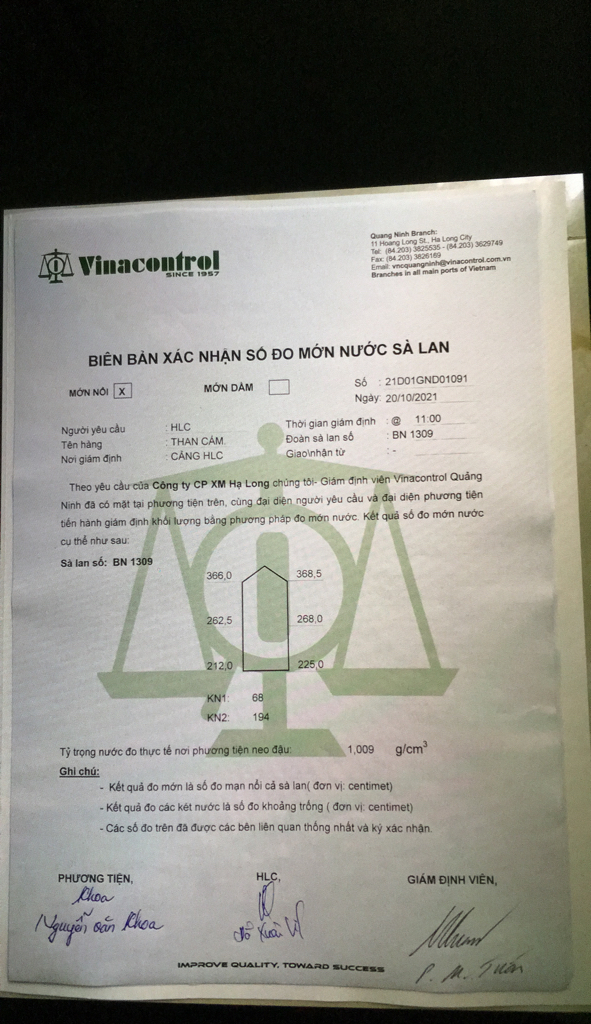 Vinacontrol
SINCE 1957
Quang Ninh Branch:
11 Hoang Long St., Ha Long City
Tel: (84.203) 3825535 - (84.203) 3629749
Fax: (84.203) 3826169
Email: vncquangninh@vinacontrol.com.vn
Branches in all main ports of Vietnam
BIÊN BẢN XÁC NHẬN SỐ ĐO MỚN NƯỚC SÀ LAN
MỚN NỔI X MỚN DẦM
Số : 21D01GND01091
Ngày: 20/10/2021
Người yêu cầu : HLC Thời gian giám định : @ 11:00
Tên hàng : THAN CÁM. Đoàn sà lan số : BN 1309
Nơi giám định : CẢNG HLC Giao\nhận từ : -
Theo yêu cầu của Công ty CP XM Hạ Long chúng tôi- Giám định viên Vinacontrol Quảng
Ninh đã có mặt tại phương tiện trên, cùng đại diện người yêu cầu và đại diện phương tiện
tiến hành giám định khối lượng bằng phương pháp đo mớn nước. Kết quả số đo mớn nước
cụ thể như sau:
Sà lan số: BN 1309
366,0 368,5
262,5 268,0
212,0 225,0
KN1: 68
KN2: 194
Tỷ trọng nước đo thực tế nơi phương tiện neo đậu: 1,009 g/cm³
Ghi chú:
- Kết quả đo mớn là số đo mạn nổi cả sà lan( đơn vị: centimet)
- Kết quả đo các két nước là số đo khoảng trống ( đơn vị: centimet)
- Các số đo trên đã được các bên liên quan thống nhất và ký xác nhận.
PHƯƠNG TIỆN, HLC, GIÁM ĐỊNH VIÊN,
Khoa
Nguyễn Văn Khoa
IMPROVE QUALITY, TOWARD SUCCESS